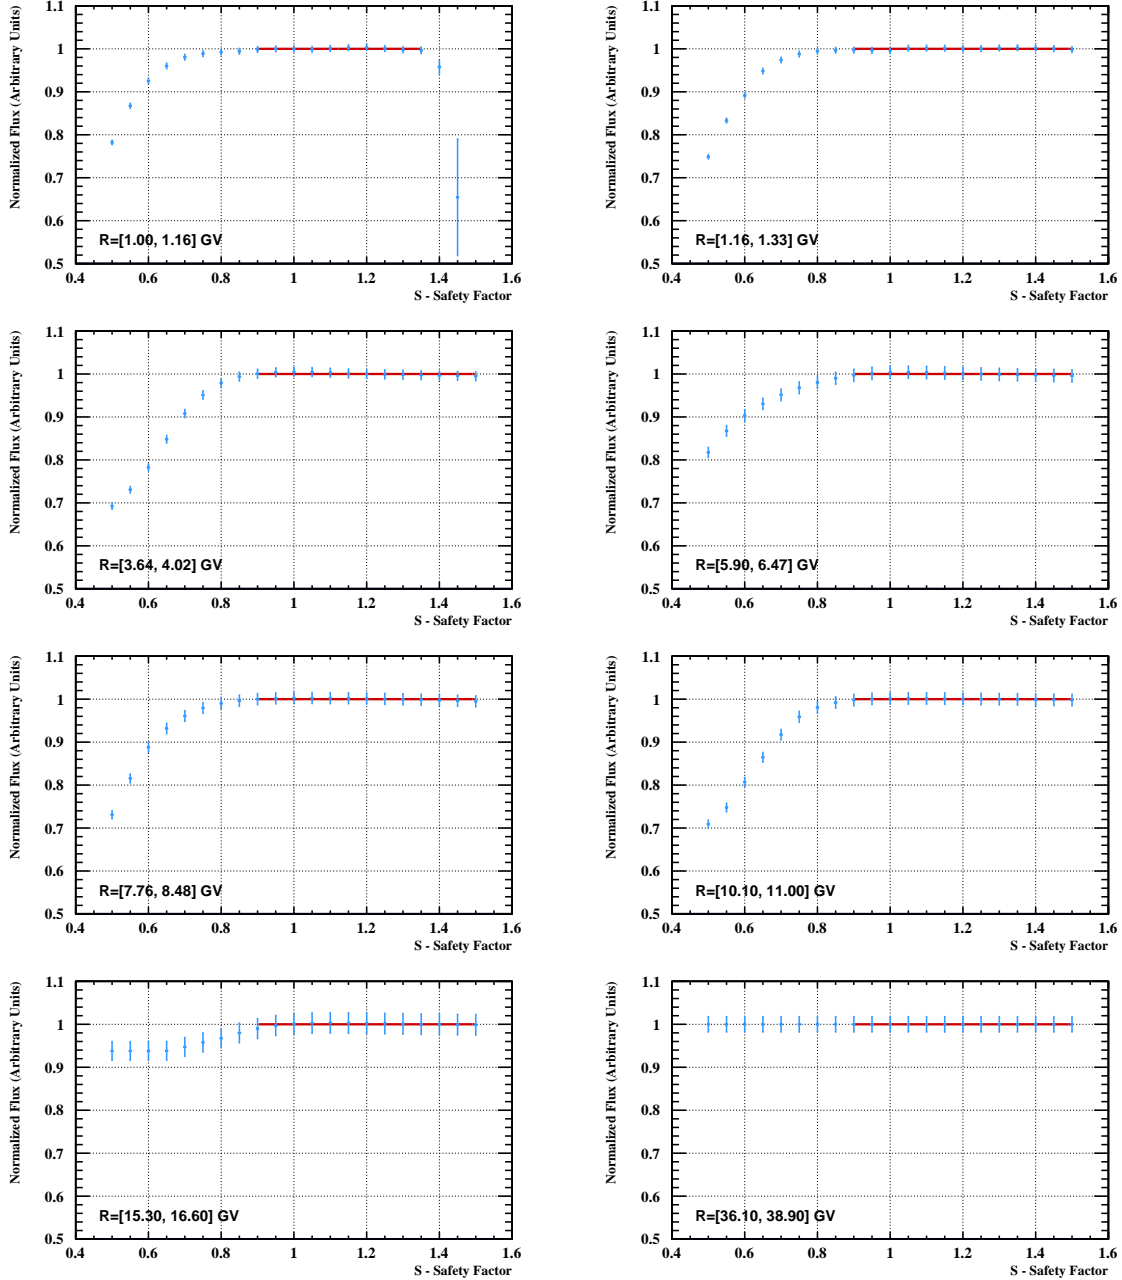 Normalized Flux (Arbitrary Units)
1.1
1
0.9
0.8
0.7
0.6
0.5
R=[1.00, 1.16] GV
0.4 0.6 0.8 1 1.2 1.4 1.6
S - Safety Factor
Normalized Flux (Arbitrary Units)
1.1
1
0.9
0.8
0.7
0.6
0.5
R=[1.16, 1.33] GV
0.4 0.6 0.8 1 1.2 1.4 1.6
S - Safety Factor
Normalized Flux (Arbitrary Units)
1.1
1
0.9
0.8
0.7
0.6
0.5
R=[3.64, 4.02] GV
0.4 0.6 0.8 1 1.2 1.4 1.6
S - Safety Factor
Normalized Flux (Arbitrary Units)
1.1
1
0.9
0.8
0.7
0.6
0.5
R=[5.90, 6.47] GV
0.4 0.6 0.8 1 1.2 1.4 1.6
S - Safety Factor
Normalized Flux (Arbitrary Units)
1.1
1
0.9
0.8
0.7
0.6
0.5
R=[7.76, 8.48] GV
0.4 0.6 0.8 1 1.2 1.4 1.6
S - Safety Factor
Normalized Flux (Arbitrary Units)
1.1
1
0.9
0.8
0.7
0.6
0.5
R=[10.10, 11.00] GV
0.4 0.6 0.8 1 1.2 1.4 1.6
S - Safety Factor
Normalized Flux (Arbitrary Units)
1.1
1
0.9
0.8
0.7
0.6
0.5
R=[15.30, 16.60] GV
0.4 0.6 0.8 1 1.2 1.4 1.6
S - Safety Factor
Normalized Flux (Arbitrary Units)
1.1
1
0.9
0.8
0.7
0.6
0.5
R=[36.10, 38.90] GV
0.4 0.6 0.8 1 1.2 1.4 1.6
S - Safety Factor